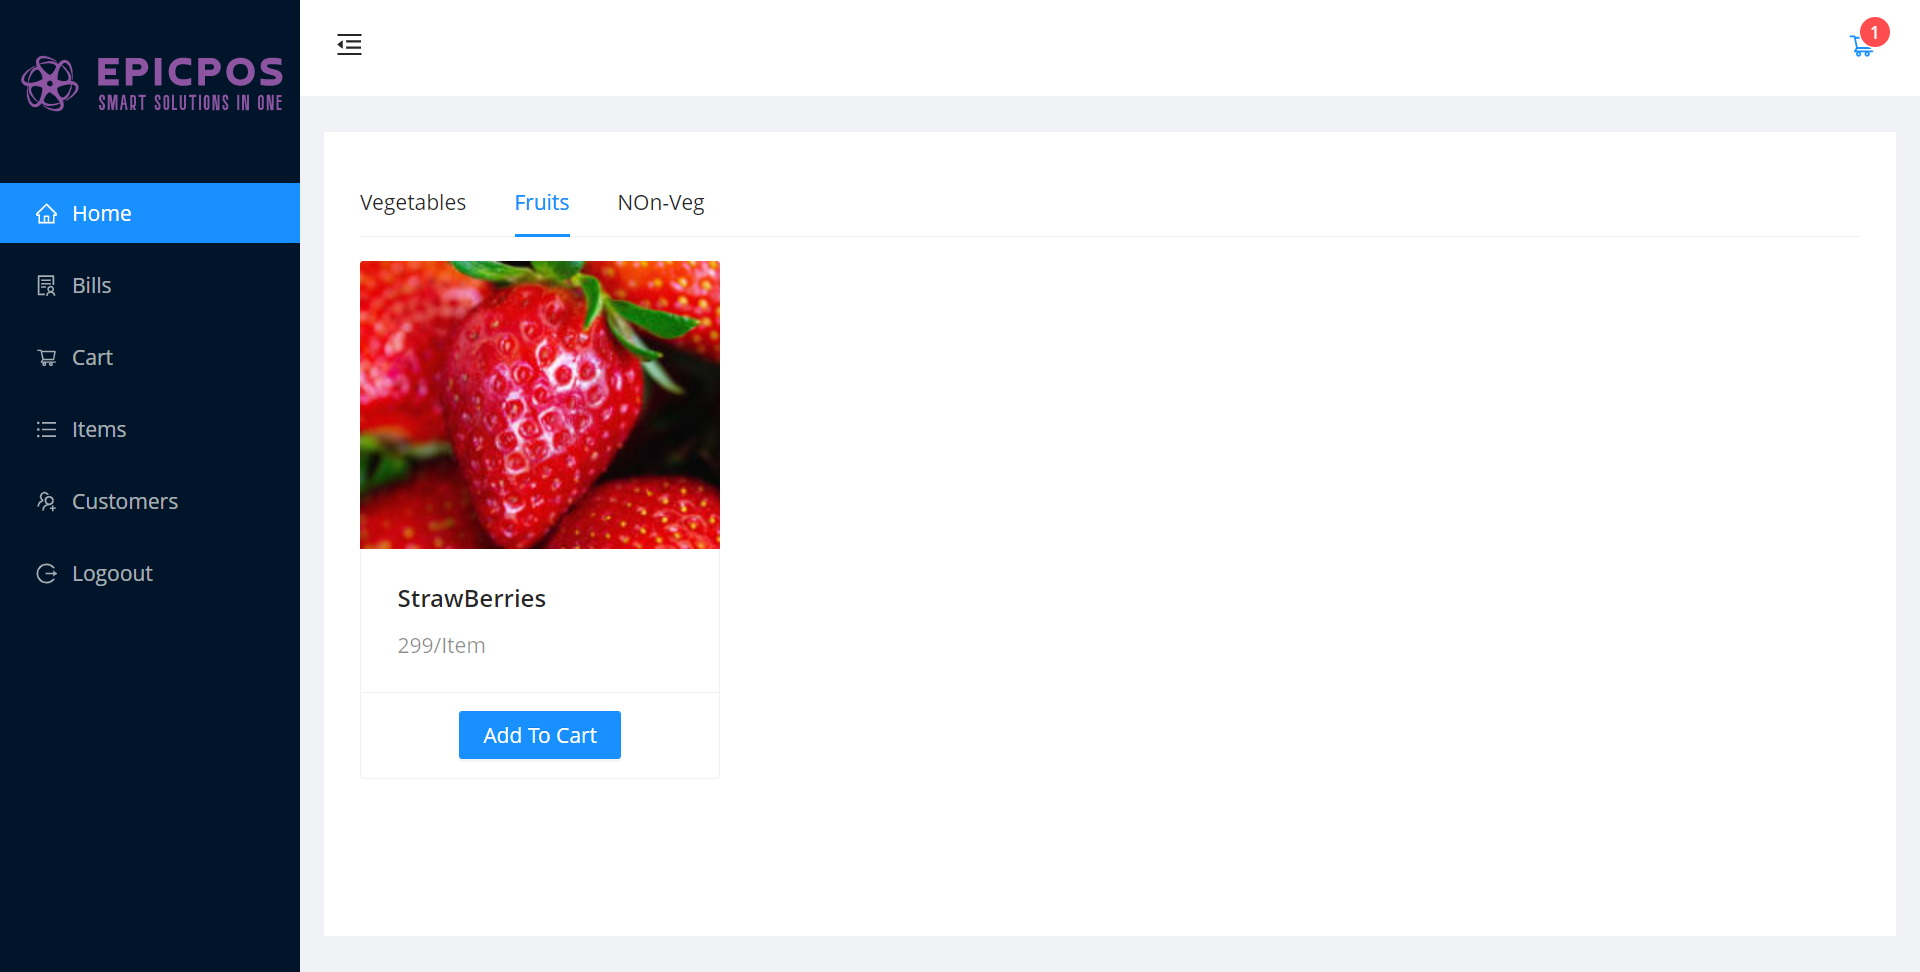 EPICPOS
SMART SOLUTIONS IN ONE
Home
Bills
Cart
Items
Customers
Logoout
1
Vegetables
Fruits
NOn-Veg
StrawBerries
299/Item
Add To Cart